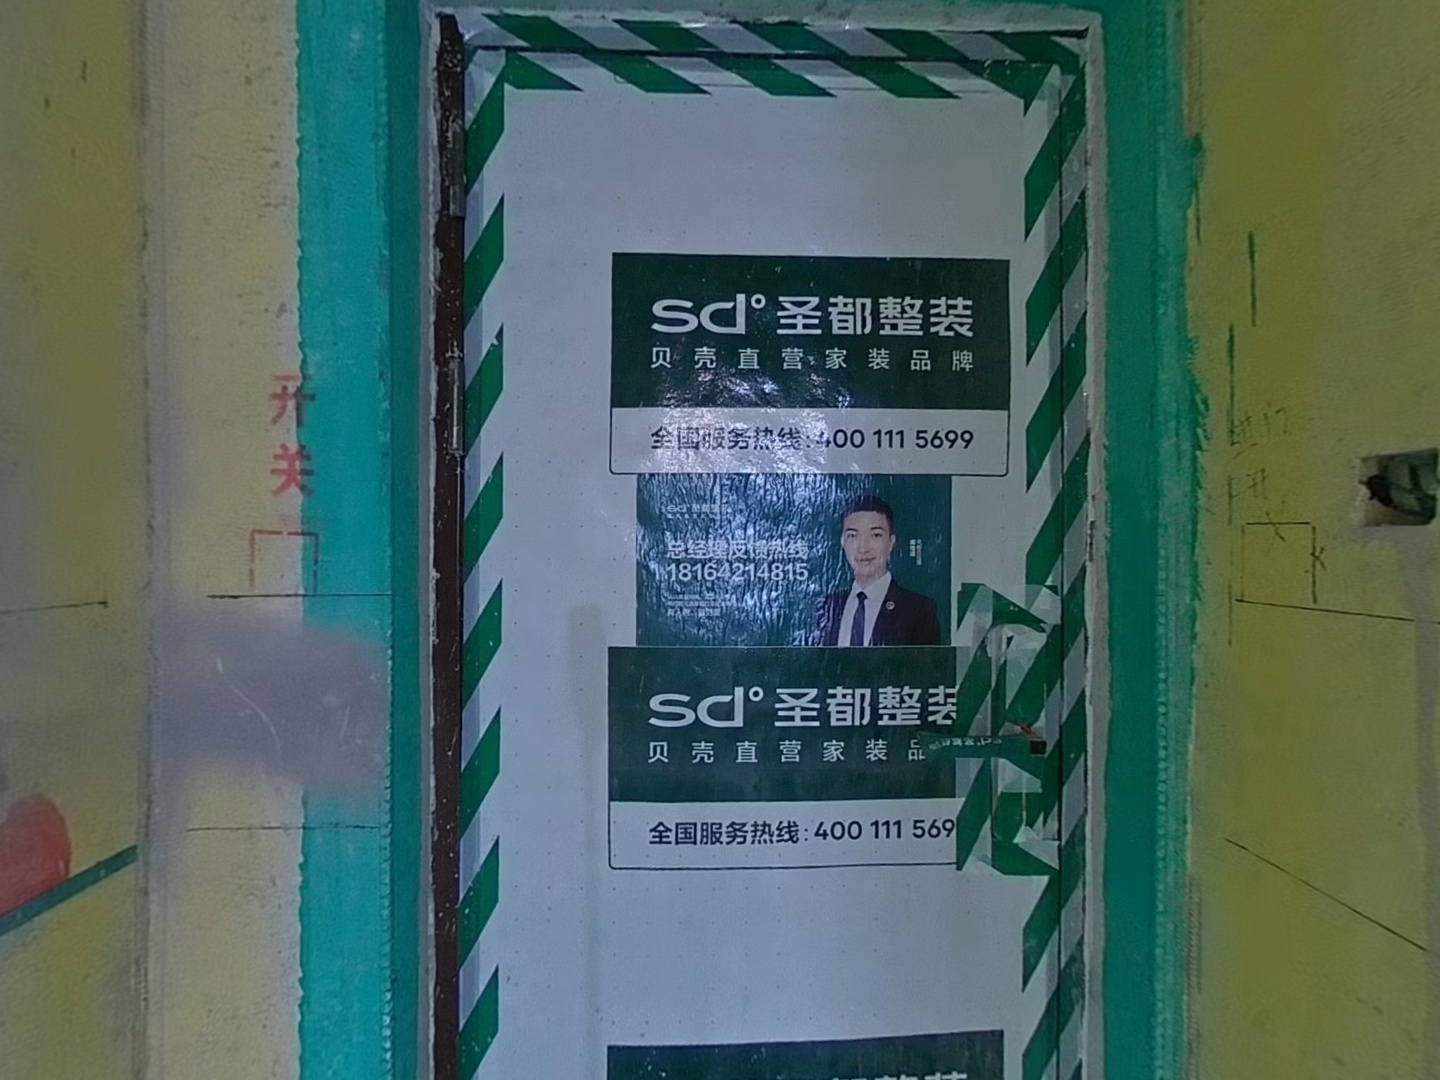 sd° 圣都整装
贝壳直营家装品牌
全国服务热线:400 111 5699
开关
总经理反馈热线
18164214815
sd° 圣都整装
贝壳直营家装品
全国服务热线:400 111 569